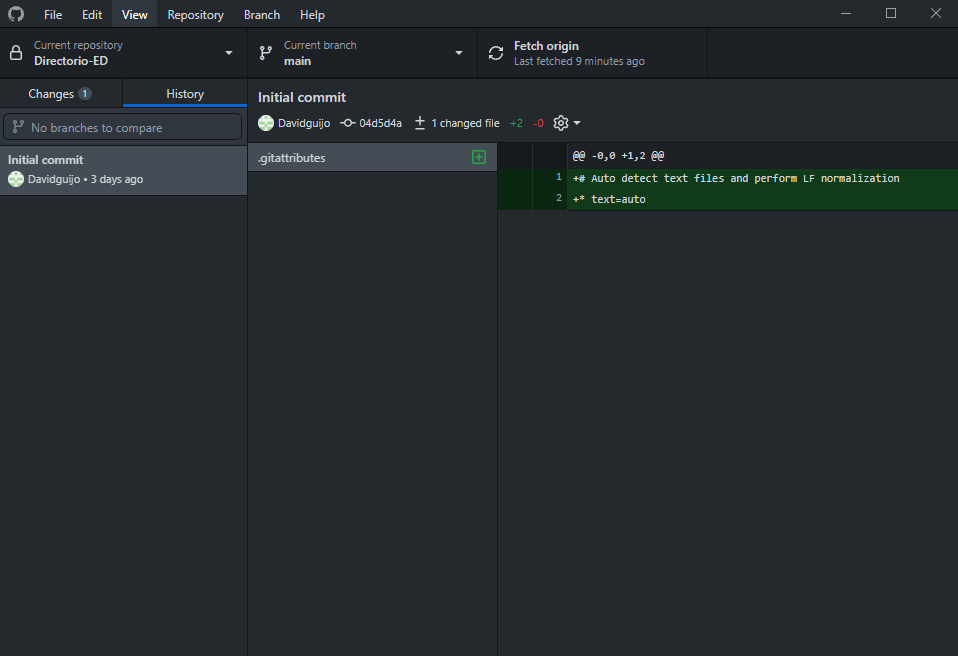 File Edit View Repository Branch Help
Current repository
Directorio-ED
Current branch
main
Fetch origin
Last fetched 9 minutes ago
Changes 1
History
No branches to compare
Initial commit
Davidguijo • 3 days ago
Initial commit
Davidguijo 04d5d4a 1 changed file +2 -0
.gitattributes
@@ -0,0 +1,2 @@
1 +# Auto detect text files and perform LF normalization
2 +* text=auto